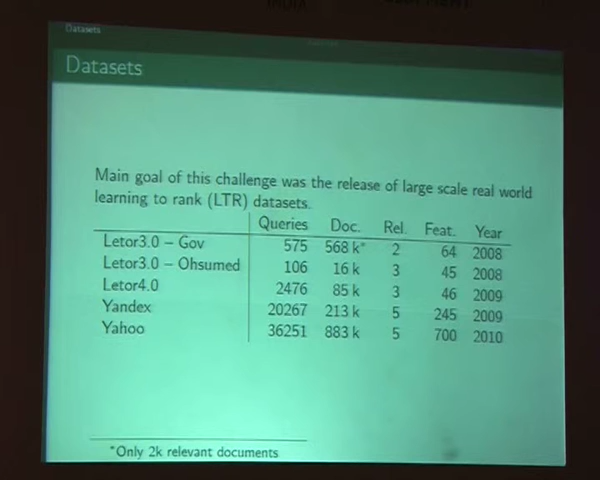 Datasets
Datasets
Main goal of this challenge was the release of large scale real world
learning to rank (LTR) datasets.
Queries Doc. Rel. Feat. Year
Letor3.0 – Gov 575 568 k* 2 64 2008
Letor3.0 – Ohsumed 106 16 k 3 45 2008
Letor4.0 2476 85 k 3 46 2009
Yandex 20267 213 k 5 245 2009
Yahoo 36251 883 k 5 700 2010
*Only 2k relevant documents